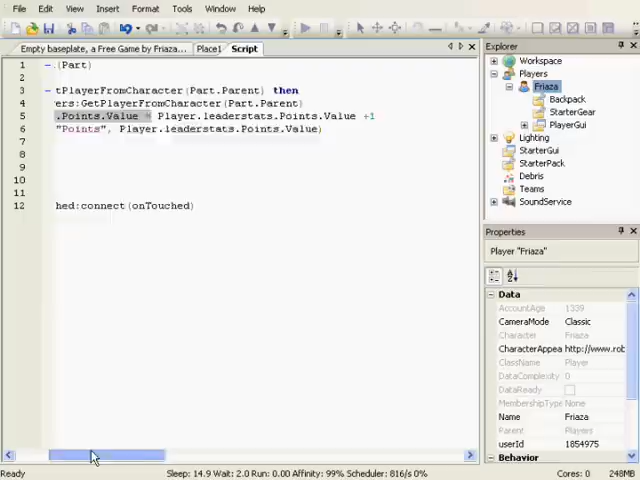 File Edit View Insert Format Tools Window Help
Empty baseplate, a Free Game by Friaza... Place1 Script
1 .(Part)
2
3 tPlayerFromCharacter(Part.Parent) then
4 ers:GetPlayerFromCharacter(Part.Parent)
5 .Points.Value = Player.leaderstats.Points.Value +1
6 "Points", Player.leaderstats.Points.Value)
7
8
9
10
11
12 hed:connect(onTouched)
Explorer
Workspace
Players
Friaza
Backpack
StarterGear
PlayerGui
Lighting
StarterGui
StarterPack
Debris
Teams
SoundService
Properties
Player "Friaza"
Data
AccountAge 1339
CameraMode Classic
Character Friaza
CharacterAppea http://www.rob
ClassName Player
DataComplexity 0
DataReady
MembershipType None
Name Friaza
Parent Players
userId 1854975
Behavior
Ready Sleep: 14.9 Wait: 2.0 Run: 0.00 Affinity: 99% Scheduler: 816/s 0% Cores: 0 248MB